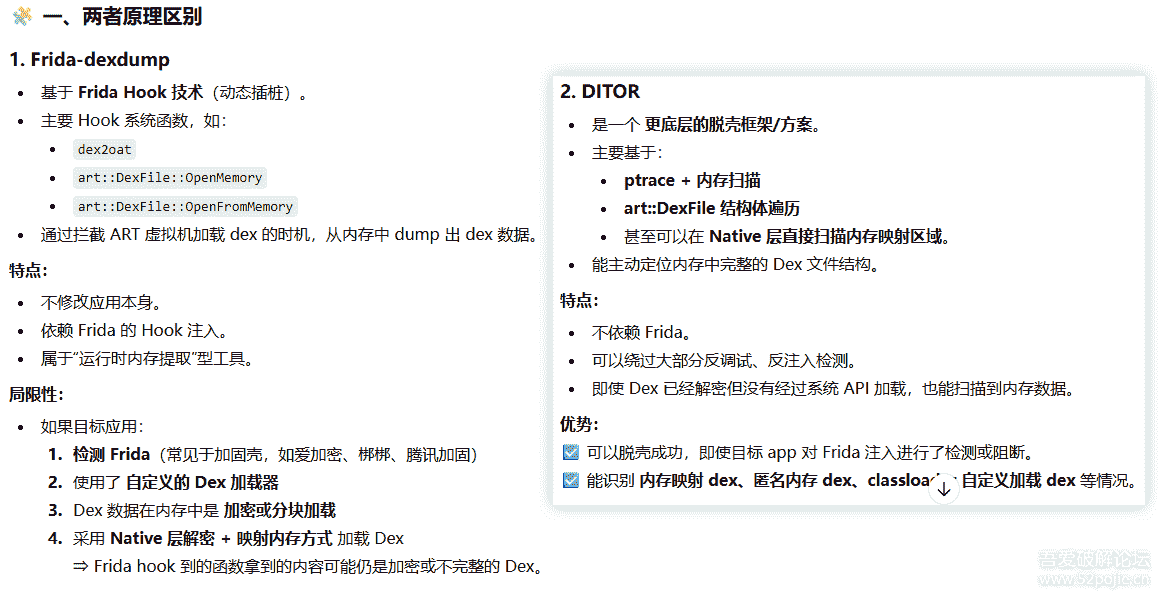 一、两者原理区别
1. Frida-dexdump
基于 Frida Hook 技术（动态插桩）。
主要 Hook 系统函数，如：
dex2oat
art::DexFile::OpenMemory
art::DexFile::OpenFromMemory
通过拦截 ART 虚拟机加载 dex 的时机，从内存中 dump 出 dex 数据。
特点：
不修改应用本身。
依赖 Frida 的 Hook 注入。
属于“运行时内存提取”型工具。
局限性：
如果目标应用：
1. 检测 Frida（常见于加固壳，如爱加密、梆梆、腾讯加固）
2. 使用了 自定义的 Dex 加载器
3. Dex 数据在内存中是 加密或分块加载
4. 采用 Native 层解密 + 映射内存方式 加载 Dex
⇒ Frida hook 到的函数拿到的内容可能仍是加密或不完整的 Dex。
2. DITOR
是一个 更底层的脱壳框架/方案。
主要基于：
ptrace + 内存扫描
art::DexFile 结构体遍历
甚至可以在 Native 层直接扫描内存映射区域。
能主动定位内存中完整的 Dex 文件结构。
特点：
不依赖 Frida。
可以绕过大部分反调试、反注入检测。
即使 Dex 已经解密但没有经过系统 API 加载，也能扫描到内存数据。
优势：
可以脱壳成功，即使目标 app 对 Frida 注入进行了检测或阻断。
能识别 内存映射 dex、匿名内存 dex、 自定义加载 dex 等情况。
吾爱破解论坛
www.52pojie.cn